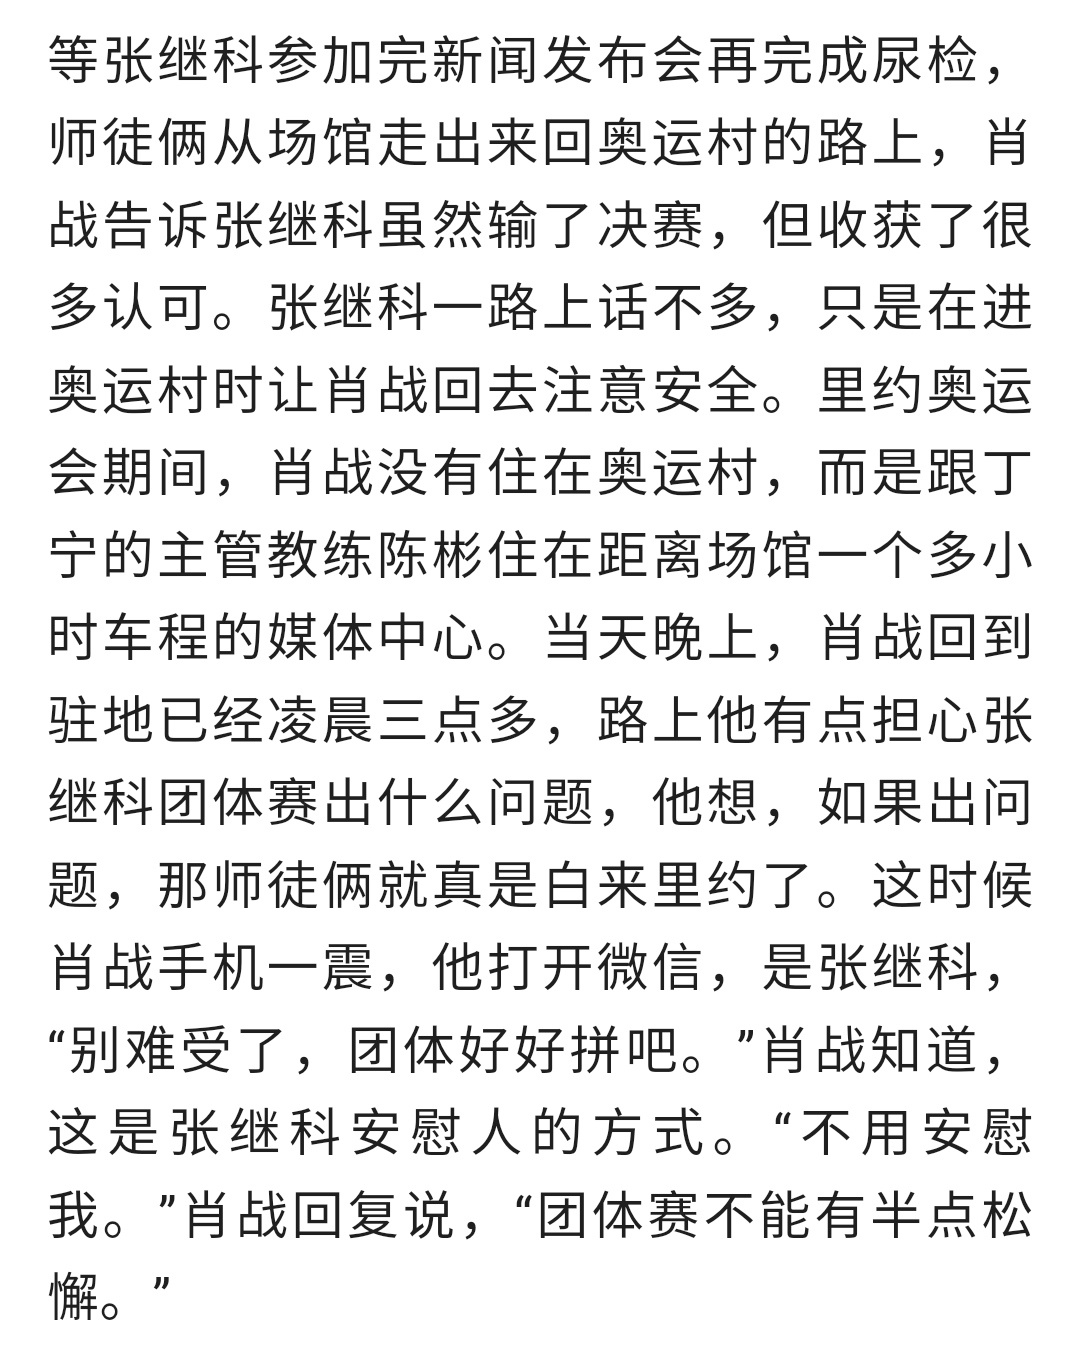 等张继科参加完新闻发布会再完成尿检，
师徒俩从场馆走出来回奥运村的路上，肖
战告诉张继科虽然输了决赛，但收获了很
多认可。张继科一路上话不多，只是在进
奥运村时让肖战回去注意安全。里约奥运
会期间，肖战没有住在奥运村，而是跟丁
宁的主管教练陈彬住在距离场馆一个多小
时车程的媒体中心。当天晚上，肖战回到
驻地已经凌晨三点多，路上他有点担心张
继科团体赛出什么问题，他想，如果出问
题，那师徒俩就真是白来里约了。这时候
肖战手机一震，他打开微信，是张继科，
“别难受了，团体好好拼吧。”肖战知道，
这是张继科安慰人的方式。“不用安慰
我。”肖战回复说，“团体赛不能有半点松
懈。”